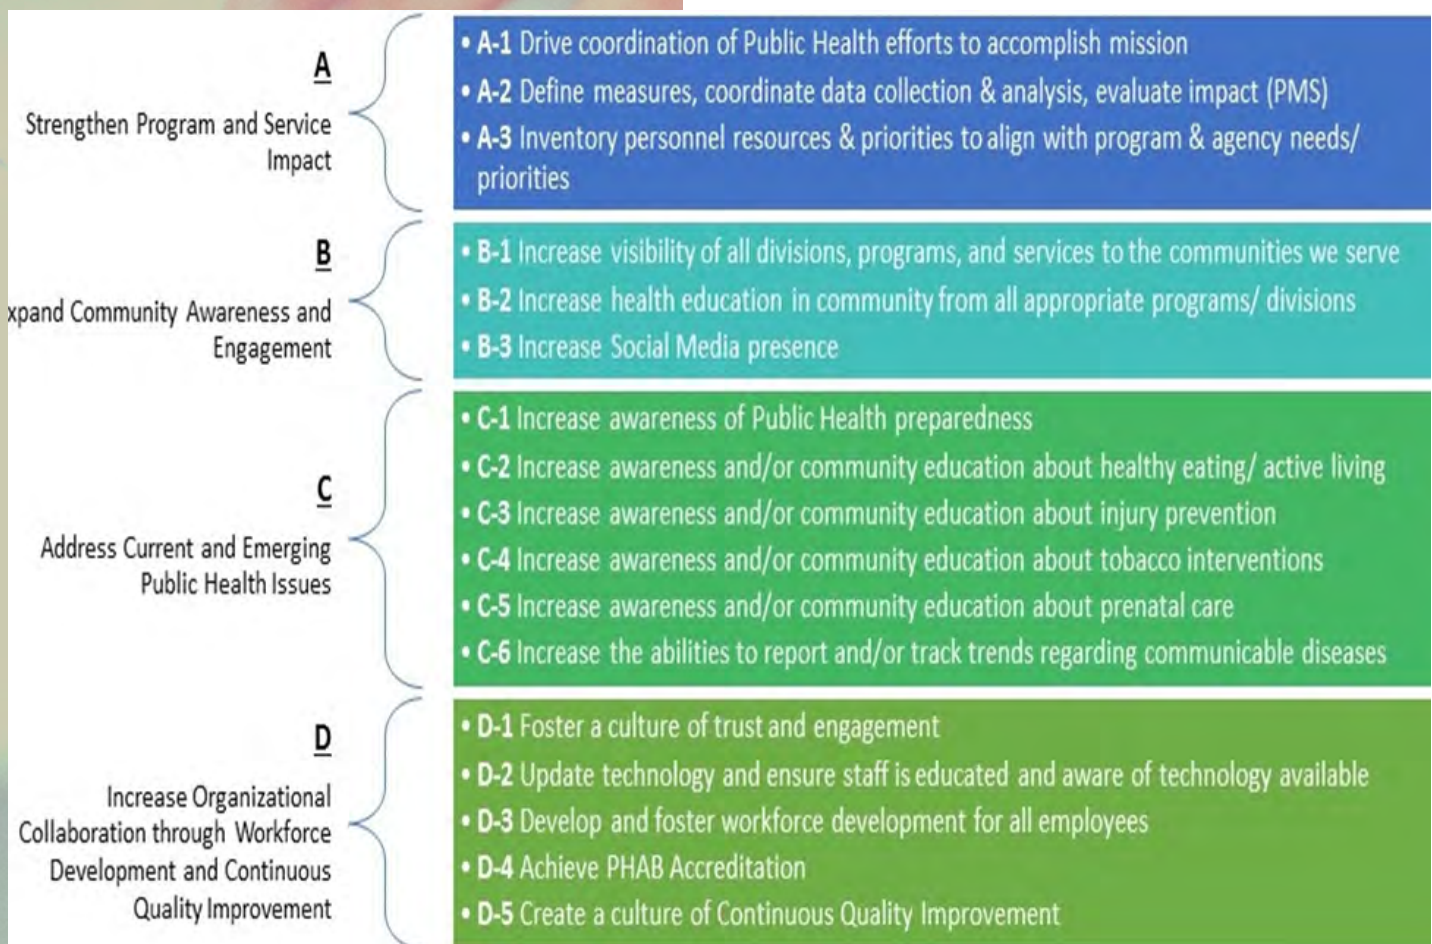 A
Strengthen Program and Service
Impact
• A-1 Drive coordination of Public Health efforts to accomplish mission
• A-2 Define measures, coordinate data collection & analysis, evaluate impact (PMS)
• A-3 Inventory personnel resources & priorities to align with program & agency needs/
priorities
B
xpand Community Awareness and
Engagement
• B-1 Increase visibility of all divisions, programs, and services to the communities we serve
• B-2 Increase health education in community from all appropriate programs/ divisions
• B-3 Increase Social Media presence
C
Address Current and Emerging
Public Health Issues
• C-1 Increase awareness of Public Health preparedness
• C-2 Increase awareness and/or community education about healthy eating/ active living
• C-3 Increase awareness and/or community education about injury prevention
• C-4 Increase awareness and/or community education about tobacco interventions
• C-5 Increase awareness and/or community education about prenatal care
• C-6 Increase the abilities to report and/or track trends regarding communicable diseases
D
Increase Organizational
Collaboration through Workforce
Development and Continuous
Quality Improvement
• D-1 Foster a culture of trust and engagement
• D-2 Update technology and ensure staff is educated and aware of technology available
• D-3 Develop and foster workforce development for all employees
• D-4 Achieve PHAB Accreditation
• D-5 Create a culture of Continuous Quality Improvement